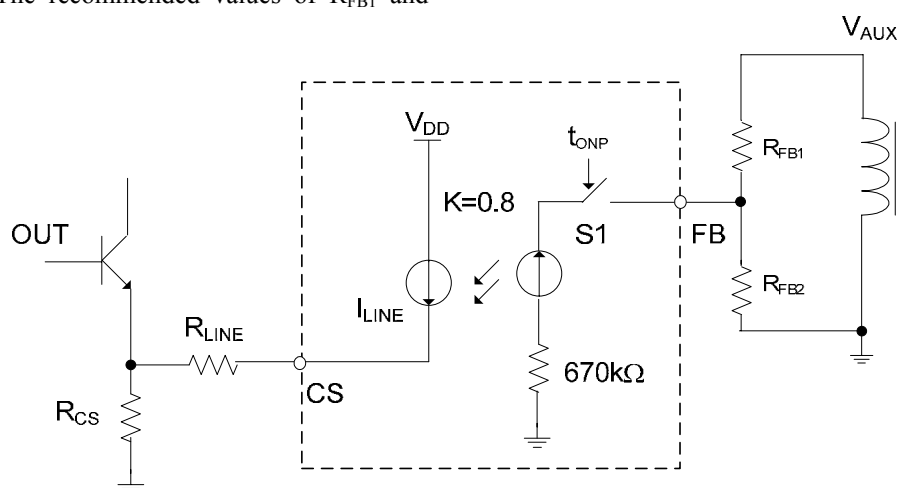 The recommended values of R_FB1 and
V_AUX
V_DD
t_ONP
R_FB1
K=0.8
OUT
S1
FB
I_LINE
R_FB2
R_LINE
CS
670kΩ
R_CS